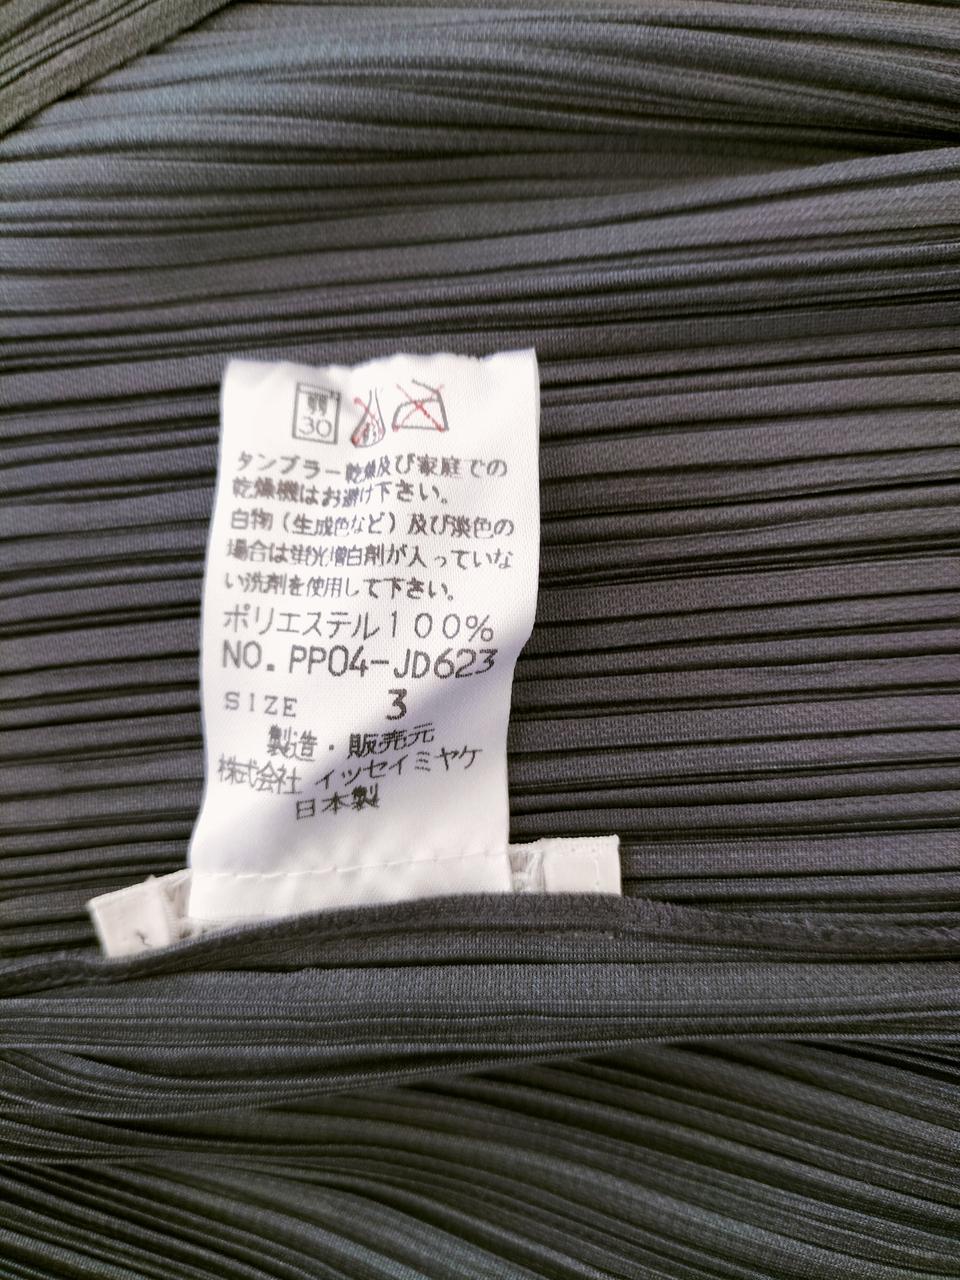 弱
30
タンブラー乾燥及び家庭での
乾燥機はお避け下さい。
白物(生成色など)及び淡色の
場合は蛍光増白剤が入っていな
い洗剤を使用して下さい。
ポリエステル100%
NO. PP04-JD623
SIZE 3
製造・販売元
株式会社 イッセイミヤケ
日本製